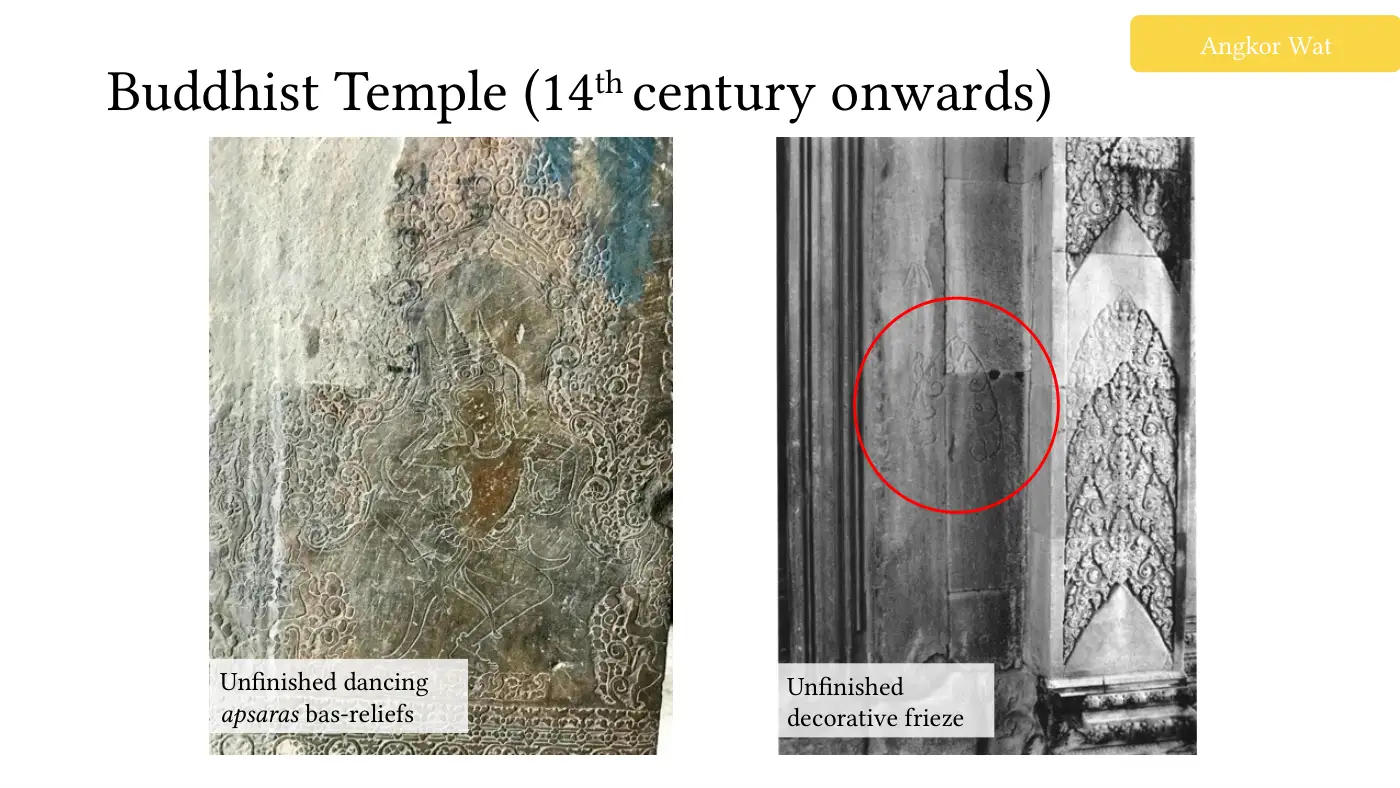 Angkor Wat
Buddhist Temple (14th century onwards)
Unfinished dancing
apsaras bas-reliefs
Unfinished
decorative frieze